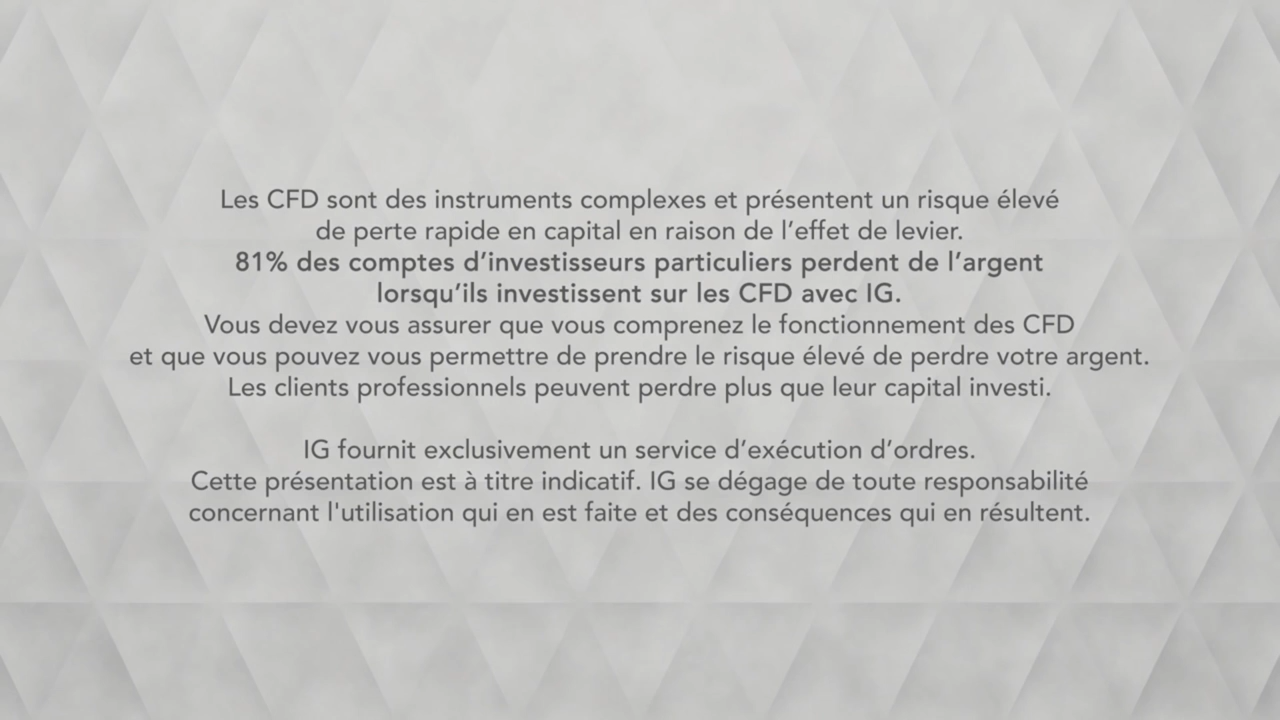 Les CFD sont des instruments complexes et présentent un risque élevé
de perte rapide en capital en raison de l’effet de levier.
81% des comptes d’investisseurs particuliers perdent de l’argent
lorsqu’ils investissent sur les CFD avec IG.
Vous devez vous assurer que vous comprenez le fonctionnement des CFD
et que vous pouvez vous permettre de prendre le risque élevé de perdre votre argent.
Les clients professionnels peuvent perdre plus que leur capital investi.
IG fournit exclusivement un service d’exécution d’ordres.
Cette présentation est à titre indicatif. IG se dégage de toute responsabilité
concernant l'utilisation qui en est faite et des conséquences qui en résultent.